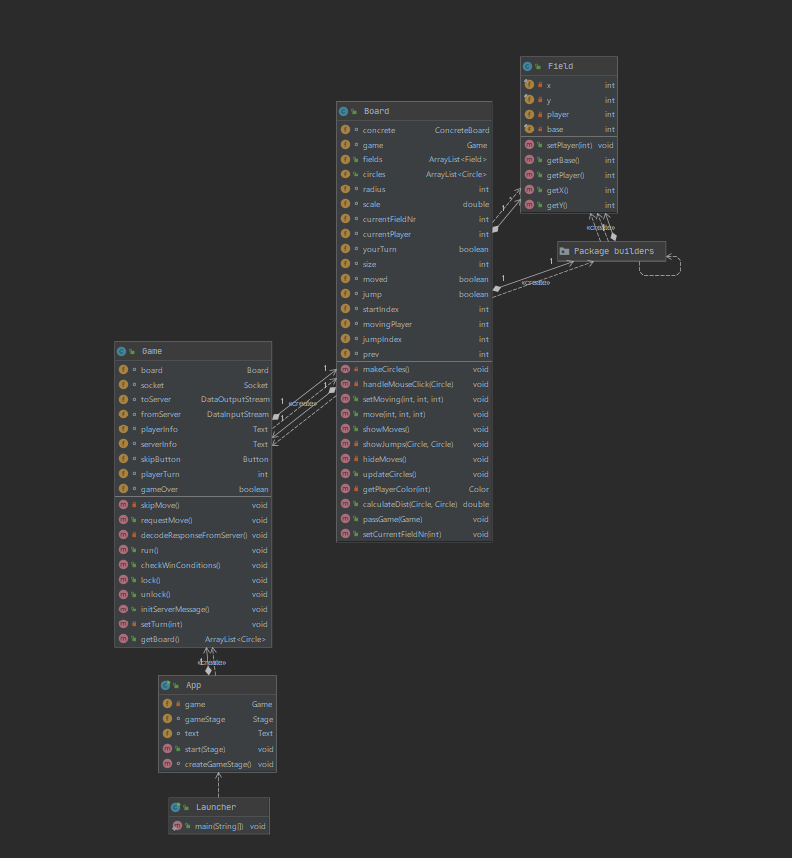 Field
x int
y int
player int
base int
setPlayer(int) void
getBase() int
getPlayer() int
getX() int
getY() int
«create»
Package builders
Board
concrete ConcreteBoard
game Game
fields ArrayList<Field>
circles ArrayList<Circle>
radius int
scale double
currentFieldNr int
currentPlayer int
yourTurn boolean
size int
moved boolean
jump boolean
startIndex int
movingPlayer int
jumpIndex int
prev int
makeCircles() void
handleMouseClick(Circle) void
setMoving(int, int, int) void
move(int, int, int) void
showMoves() void
showJumps(Circle, Circle) void
hideMoves() void
updateCircles() void
getPlayerColor(int) Color
calculateDist(Circle, Circle) double
passGame(Game) void
setCurrentFieldNr(int) void
1
1
1
«create»
Game
board Board
socket Socket
toServer DataOutputStream
fromServer DataInputStream
playerInfo Text
serverInfo Text
skipButton Button
playerTurn int
gameOver boolean
skipMove() void
requestMove() void
decodeResponseFromServer() void
run() void
checkWinConditions() void
lock() void
unlock() void
initServerMessage() void
setTurn(int) void
getBoard() ArrayList<Circle>
1
1
«create»
1
1
«create»
App
game Game
gameStage Stage
text Text
start(Stage) void
createGameStage() void
Launcher
main(String[]) void